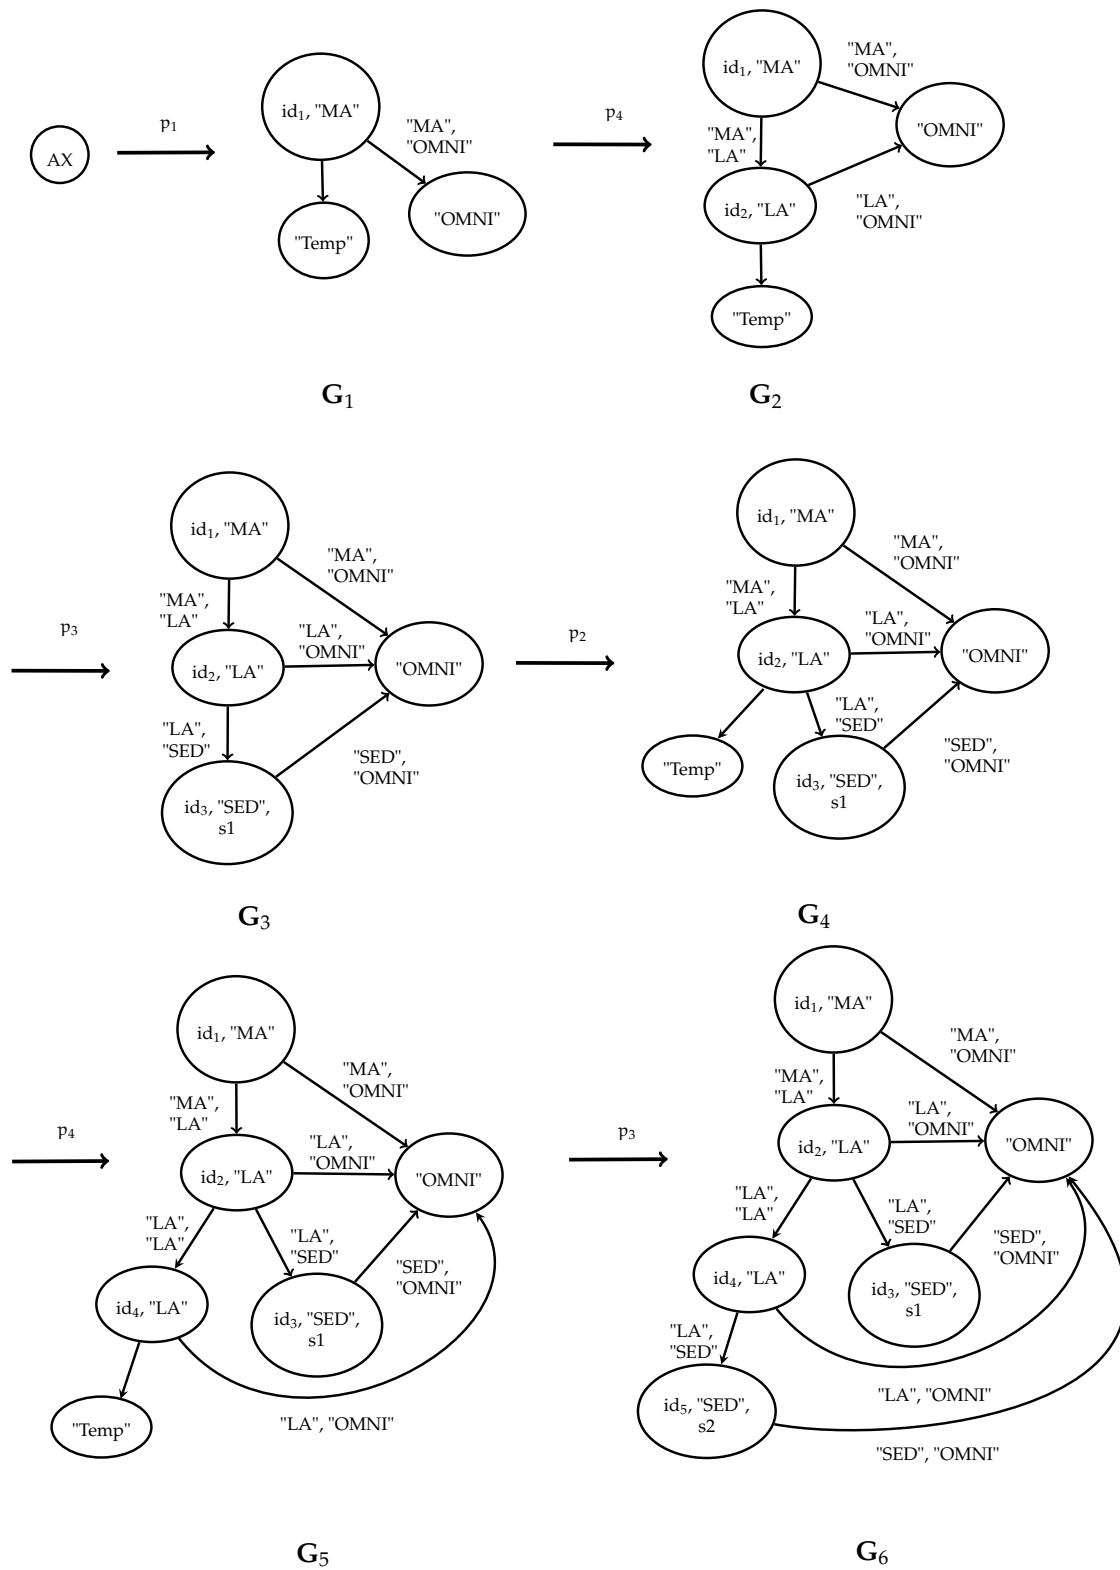 AX
p1
id1, "MA"
"MA",
"OMNI"
"Temp"
"OMNI"
G1
p4
id1, "MA"
"MA",
"OMNI"
"OMNI"
"MA",
"LA"
id2, "LA"
"LA",
"OMNI"
"Temp"
G2
p3
id1, "MA"
"MA",
"OMNI"
"MA",
"LA"
"LA",
"OMNI"
id2, "LA"
"OMNI"
"LA",
"SED"
"SED",
"OMNI"
id3, "SED",
s1
G3
p2
id1, "MA"
"MA",
"OMNI"
"MA",
"LA"
"LA",
"OMNI"
id2, "LA"
"OMNI"
"LA",
"SED"
"SED",
"OMNI"
"Temp"
id3, "SED",
s1
G4
p4
id1, "MA"
"MA",
"OMNI"
"MA",
"LA"
"LA",
"OMNI"
id2, "LA"
"OMNI"
"LA",
"LA"
"LA",
"SED"
"SED",
"OMNI"
id4, "LA"
id3, "SED",
s1
"Temp"
"LA", "OMNI"
G5
p3
id1, "MA"
"MA",
"OMNI"
"MA",
"LA"
"LA",
"OMNI"
id2, "LA"
"OMNI"
"LA",
"LA"
"LA",
"SED"
"SED",
"OMNI"
id4, "LA"
id3, "SED",
s1
"LA",
"SED"
id5, "SED",
s2
"LA", "OMNI"
"SED", "OMNI"
G6